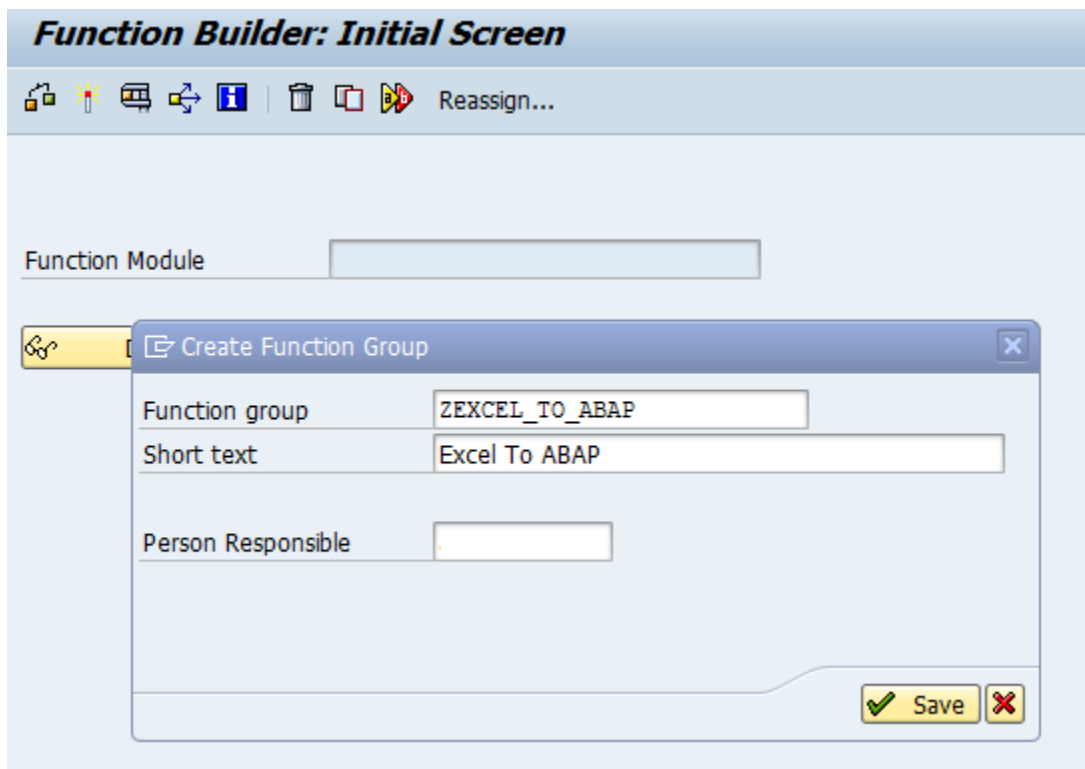 Function Builder: Initial Screen
Reassign...
Function Module
Create Function Group
Function group ZEXCEL_TO_ABAP
Short text Excel To ABAP
Person Responsible
Save